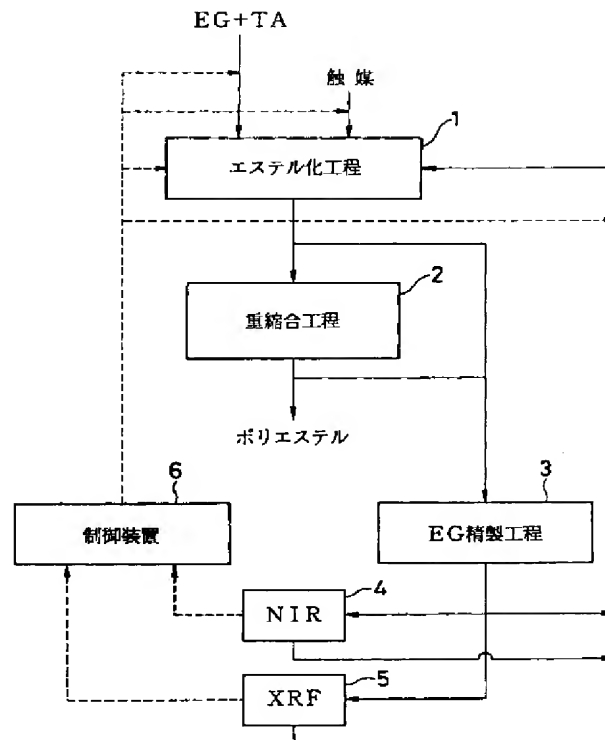 EG+TA
触媒
1
エステル化工程
2
重縮合工程
ポリエステル
6
制御装置
3
EG精製工程
4
NIR
5
XRF